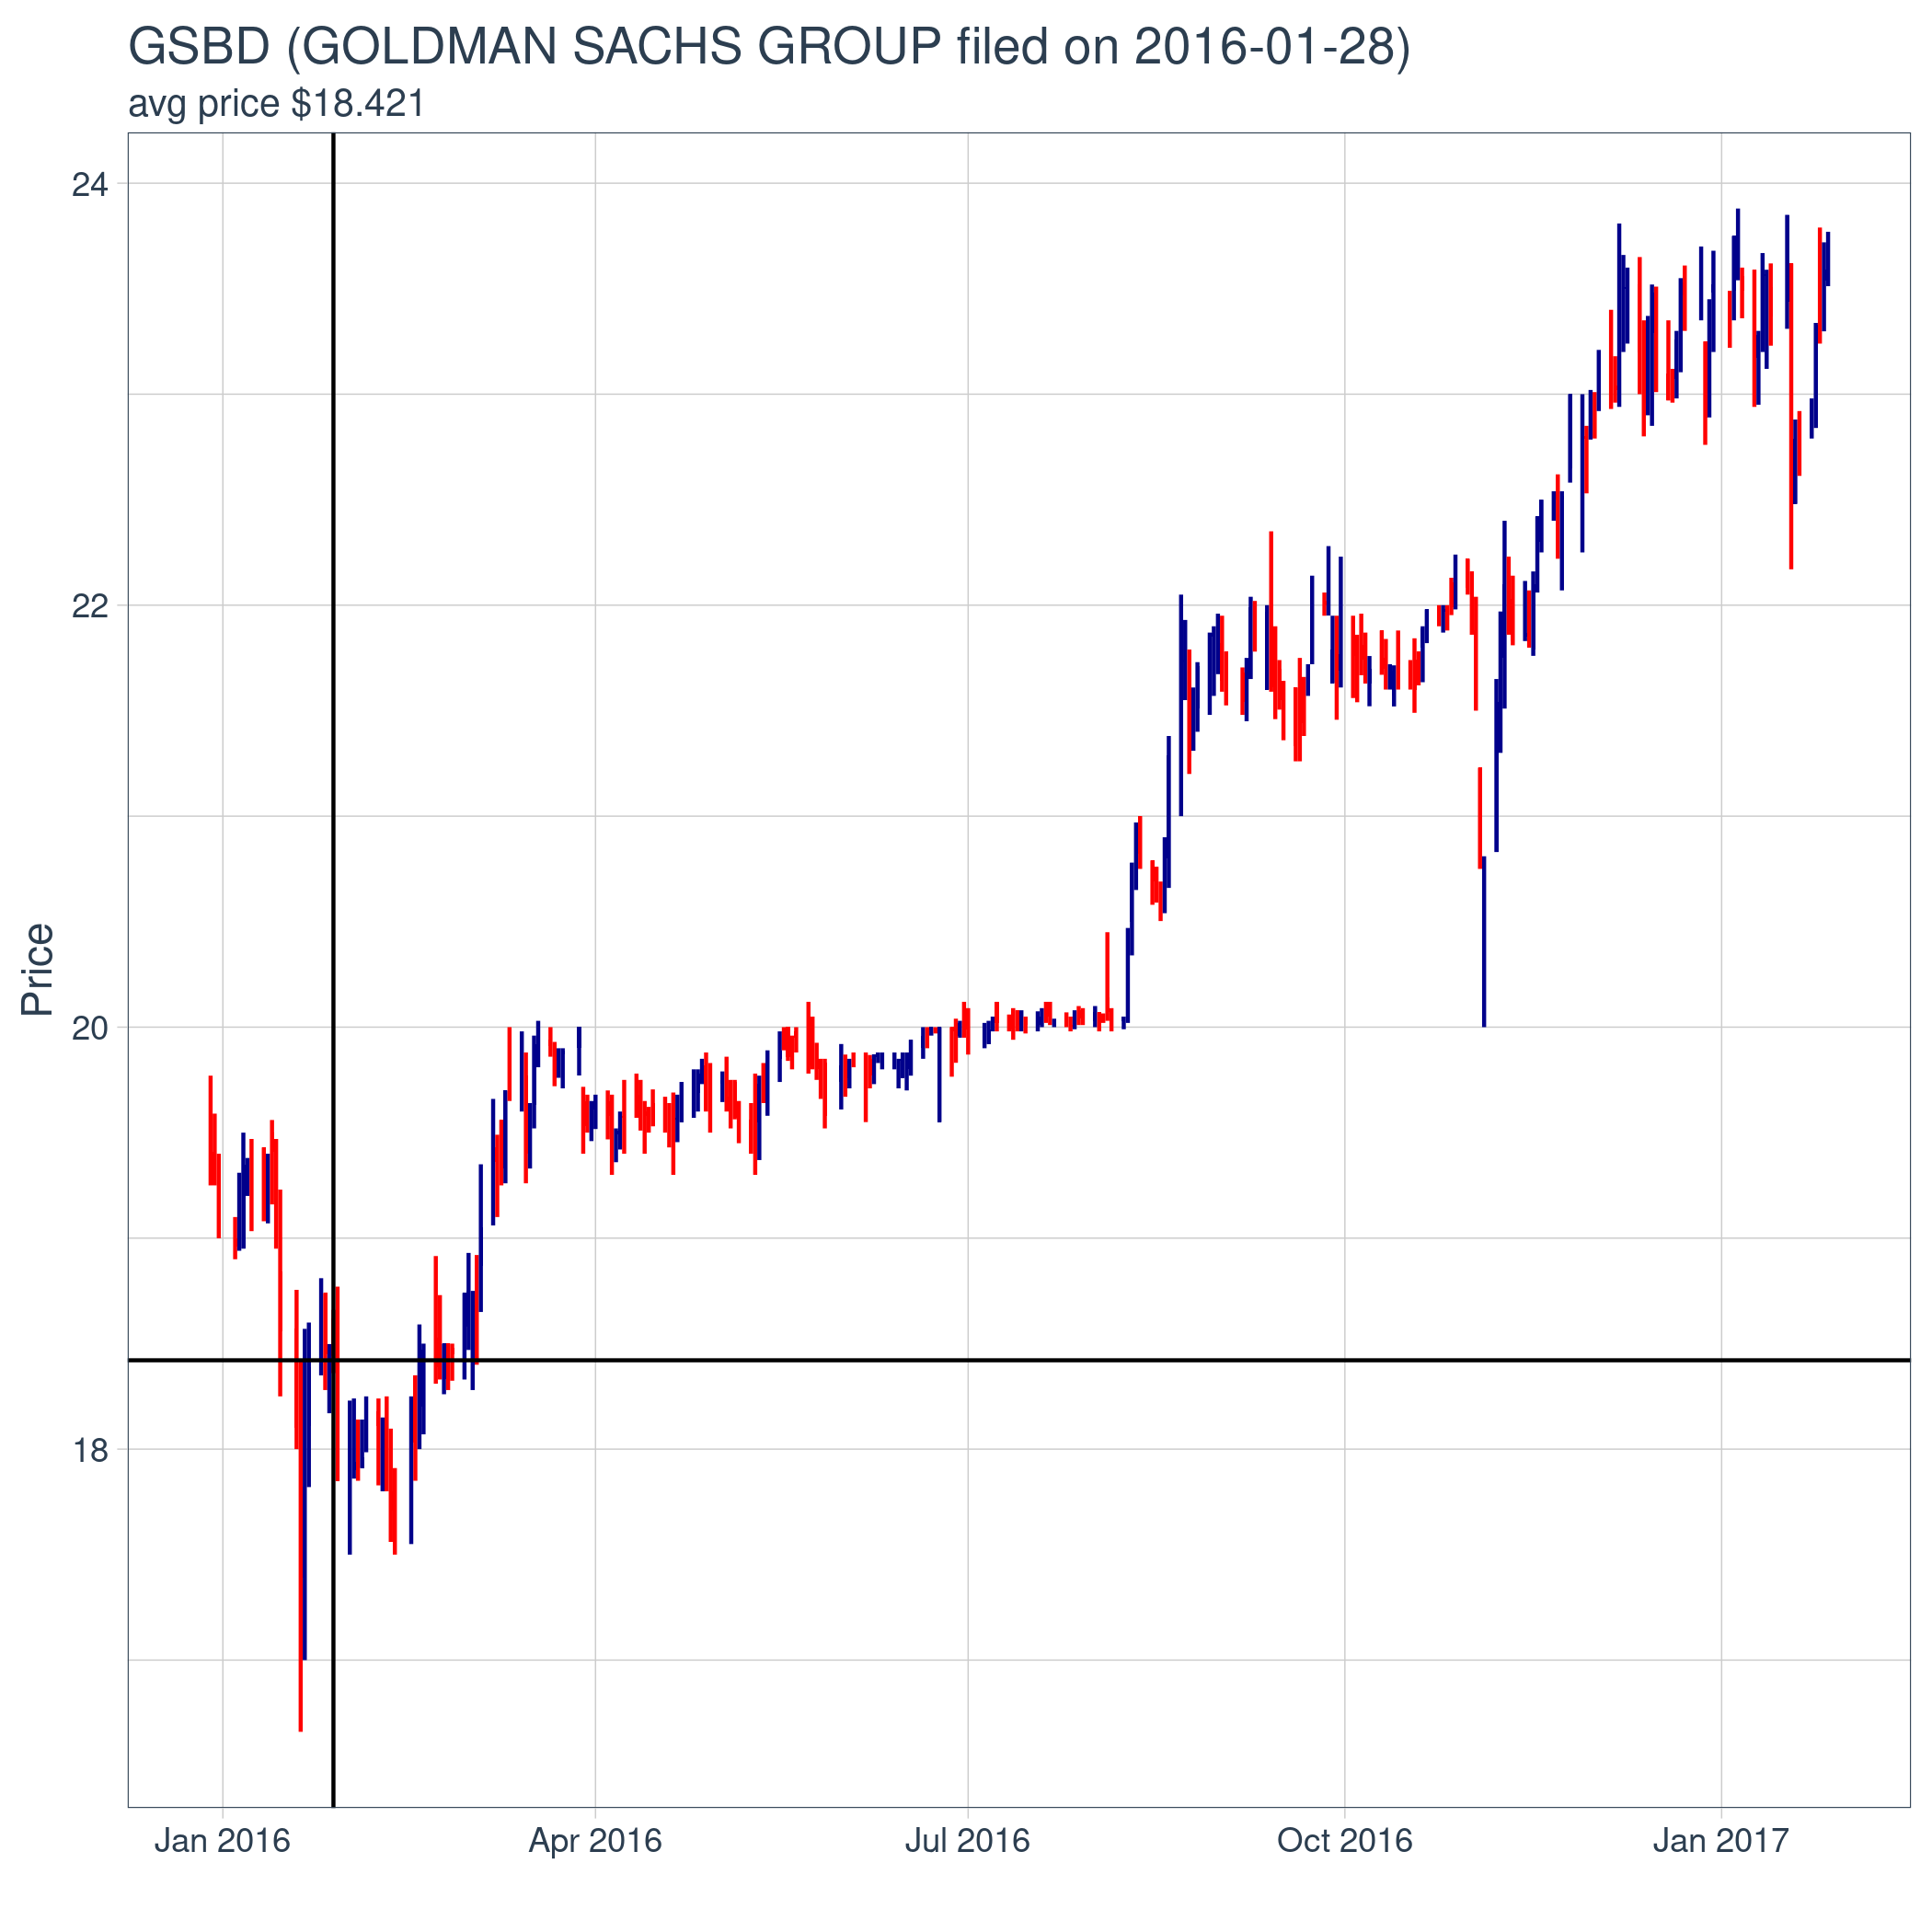 GSBD (GOLDMAN SACHS GROUP filed on 2016-01-28)
avg price $18.421
24
22
20
18
Price
Jan 2016
Apr 2016
Jul 2016
Oct 2016
Jan 2017